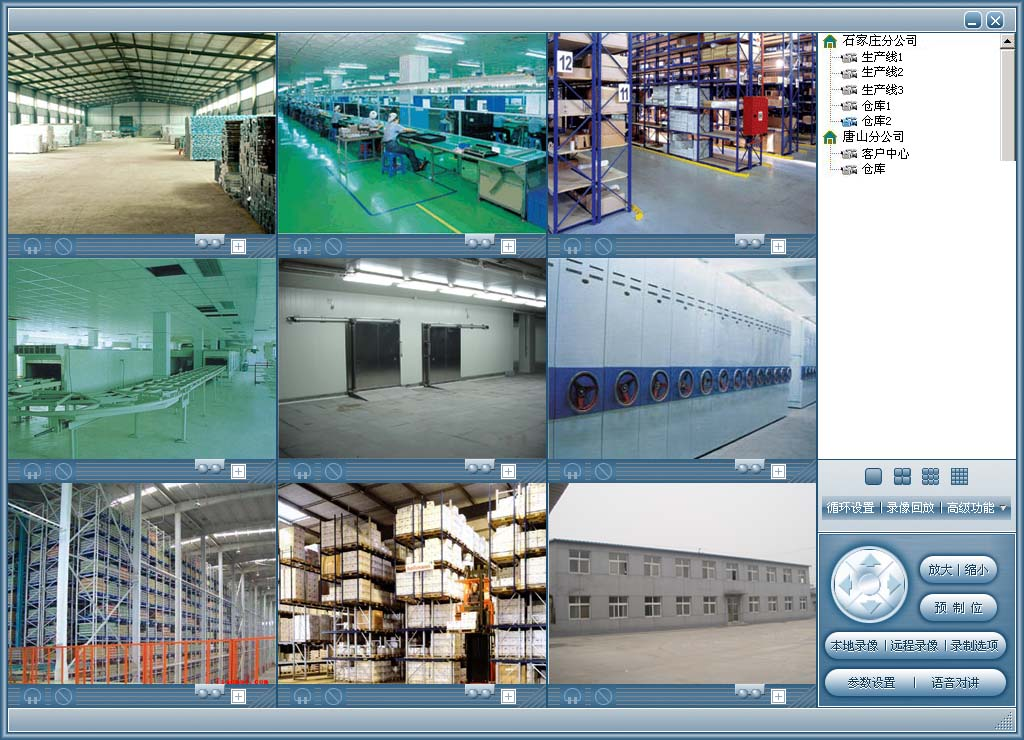 12
11
石家庄分公司
生产线1
生产线2
生产线3
仓库1
仓库2
唐山分公司
客户中心
仓库
循环设置 | 录像回放 | 高级功能
放大 | 缩小
预 制 位
本地录像 | 远程录像 | 录制选项
参数设置 | 语音对讲